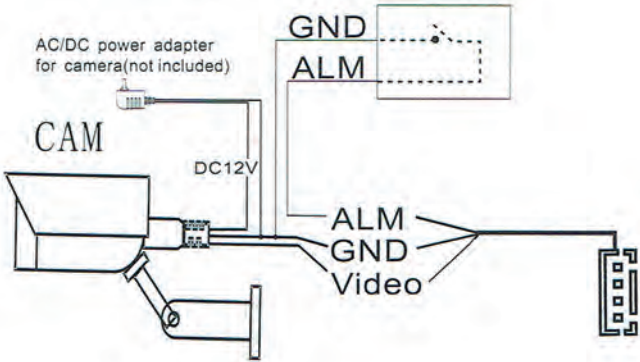 GND
AC/DC power adapter
for camera(not included)
ALM
CAM
DC12V
ALM
GND
Video